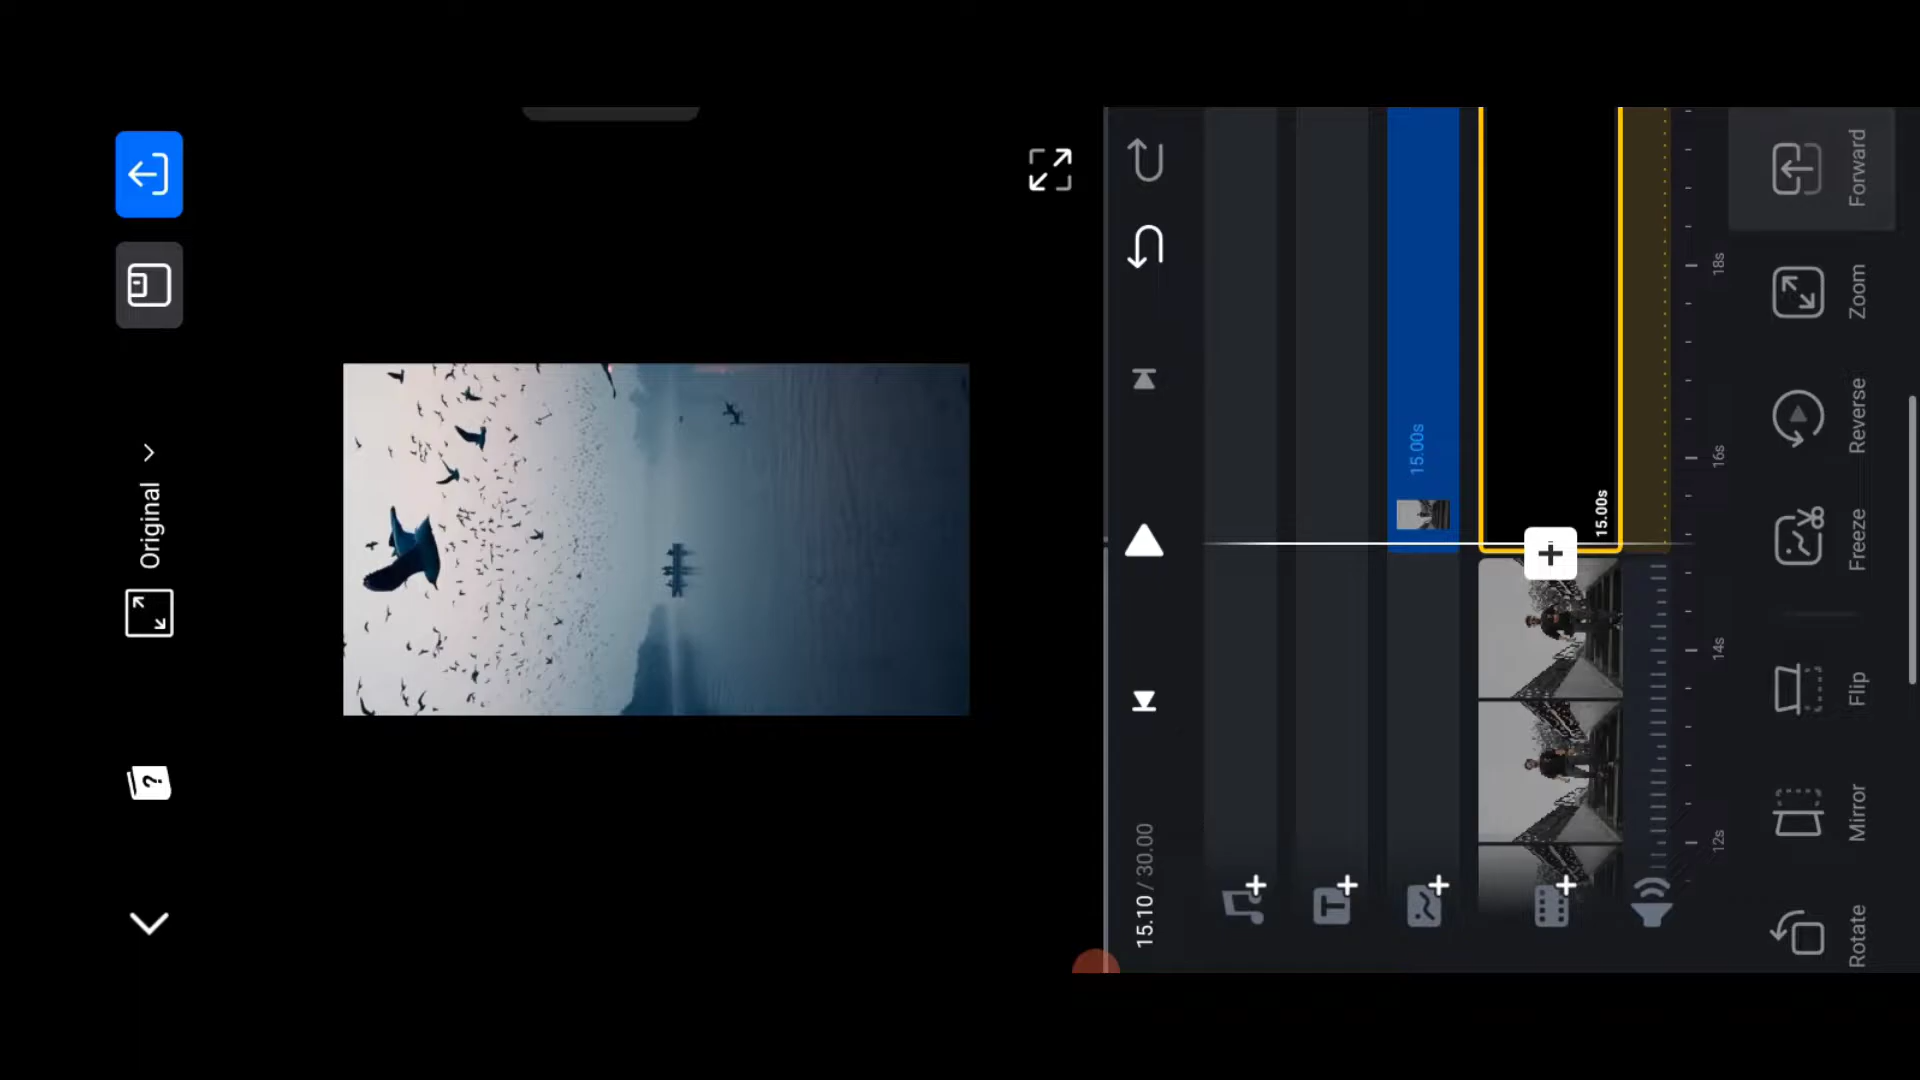 Original
15.10 / 30.00
15.00s
15.00s
12s
14s
16s
18s
Rotate
Mirror
Flip
Freeze
Reverse
Zoom
Forward